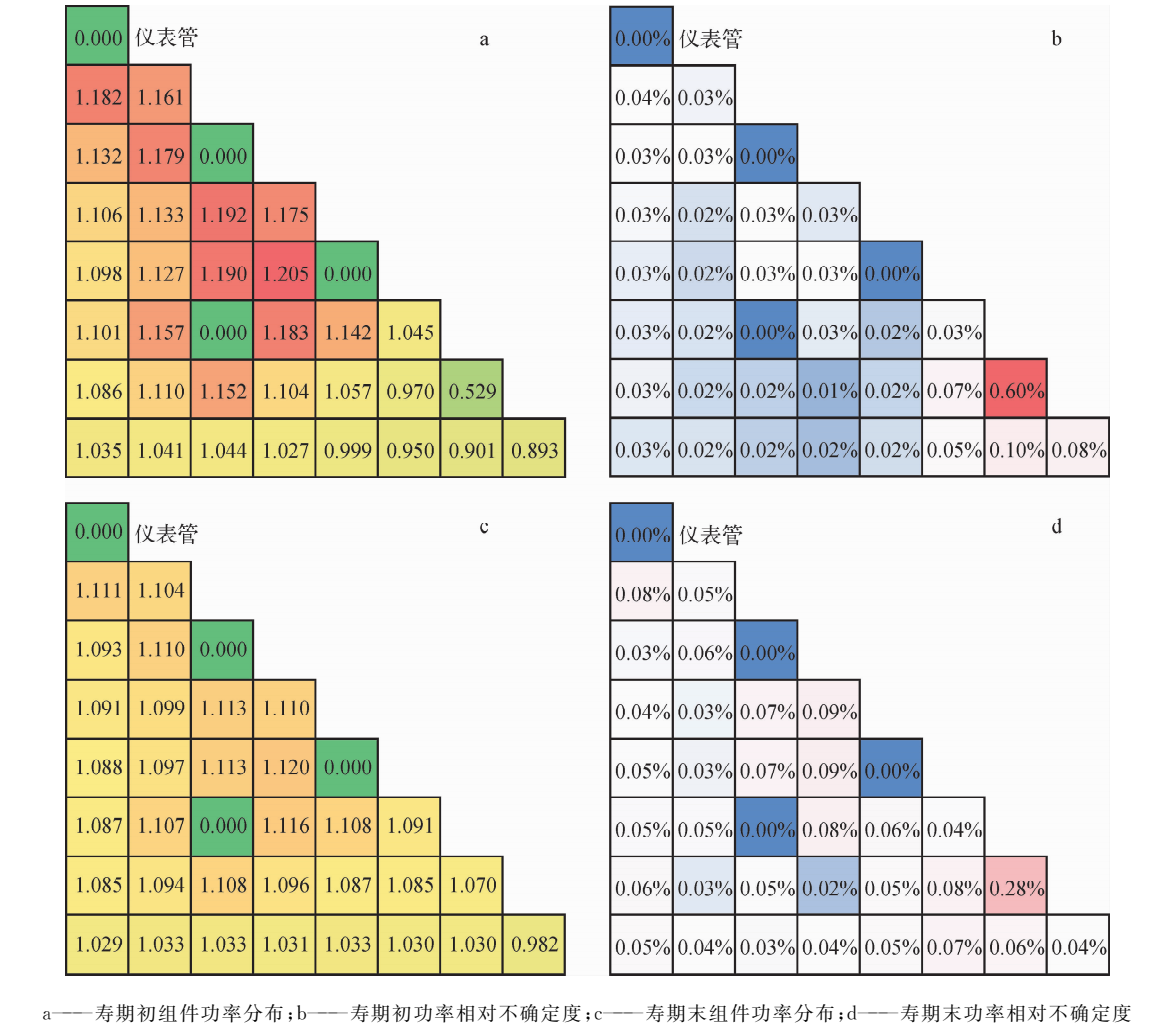 0.000 仪表管 a
1.182 1.161
1.132 1.179 0.000
1.106 1.133 1.192 1.175
1.098 1.127 1.190 1.205 0.000
1.101 1.157 0.000 1.183 1.142 1.045
1.086 1.110 1.152 1.104 1.057 0.970 0.529
1.035 1.041 1.044 1.027 0.999 0.950 0.901 0.893
0.00% 仪表管 b
0.04% 0.03%
0.03% 0.03% 0.00%
0.03% 0.02% 0.03% 0.03%
0.03% 0.02% 0.03% 0.03% 0.00%
0.03% 0.02% 0.00% 0.03% 0.02% 0.03%
0.03% 0.02% 0.02% 0.01% 0.02% 0.07% 0.60%
0.03% 0.02% 0.02% 0.02% 0.02% 0.05% 0.10% 0.08%
0.000 仪表管 c
1.111 1.104
1.093 1.110 0.000
1.091 1.099 1.113 1.110
1.088 1.097 1.113 1.120 0.000
1.087 1.107 0.000 1.116 1.108 1.091
1.085 1.094 1.108 1.096 1.087 1.085 1.070
1.029 1.033 1.033 1.031 1.033 1.030 1.030 0.982
0.00% 仪表管 d
0.08% 0.05%
0.03% 0.06% 0.00%
0.04% 0.03% 0.07% 0.09%
0.05% 0.03% 0.07% 0.09% 0.00%
0.05% 0.05% 0.00% 0.08% 0.06% 0.04%
0.06% 0.03% 0.05% 0.02% 0.05% 0.08% 0.28%
0.05% 0.04% 0.03% 0.04% 0.05% 0.07% 0.06% 0.04%
a——寿期初组件功率分布;b——寿期初功率相对不确定度;c——寿期末组件功率分布;d——寿期末功率相对不确定度